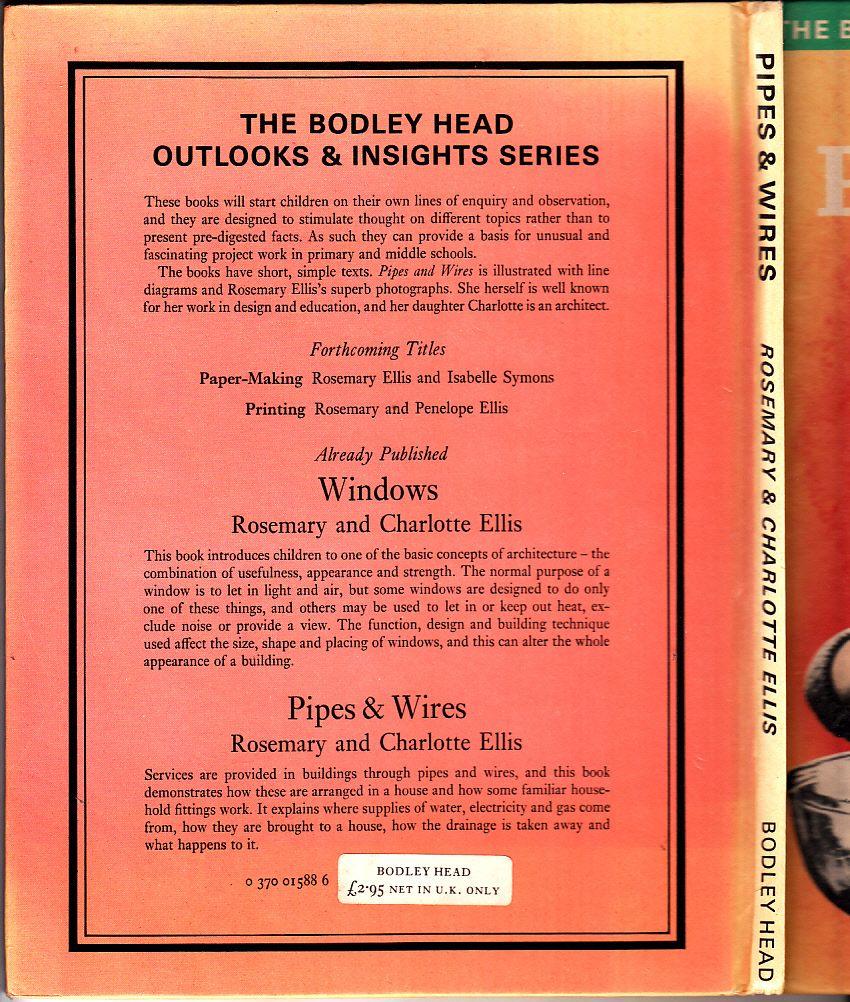 THE BODLEY HEAD
OUTLOOKS & INSIGHTS SERIES
These books will start children on their own lines of enquiry and observation,
and they are designed to stimulate thought on different topics rather than to
present pre-digested facts. As such they can provide a basis for unusual and
fascinating project work in primary and middle schools.
The books have short, simple texts. Pipes and Wires is illustrated with line
diagrams and Rosemary Ellis's superb photographs. She herself is well known
for her work in design and education, and her daughter Charlotte is an architect.
Forthcoming Titles
Paper-Making Rosemary Ellis and Isabelle Symons
Printing Rosemary and Penelope Ellis
Already Published
Windows
Rosemary and Charlotte Ellis
This book introduces children to one of the basic concepts of architecture – the
combination of usefulness, appearance and strength. The normal purpose of a
window is to let in light and air, but some windows are designed to do only
one of these things, and others may be used to let in or keep out heat, ex-
clude noise or provide a view. The function, design and building technique
used affect the size, shape and placing of windows, and this can alter the whole
appearance of a building.
Pipes & Wires
Rosemary and Charlotte Ellis
Services are provided in buildings through pipes and wires, and this book
demonstrates how these are arranged in a house and how some familiar house-
hold fittings work. It explains where supplies of water, electricity and gas come
from, how they are brought to a house, how the drainage is taken away and
what happens to it.
0 370 01588 6
BODLEY HEAD
£2·95 NET IN U.K. ONLY
PIPES & WIRES ROSEMARY & CHARLOTTE ELLIS BODLEY HEAD
THE B